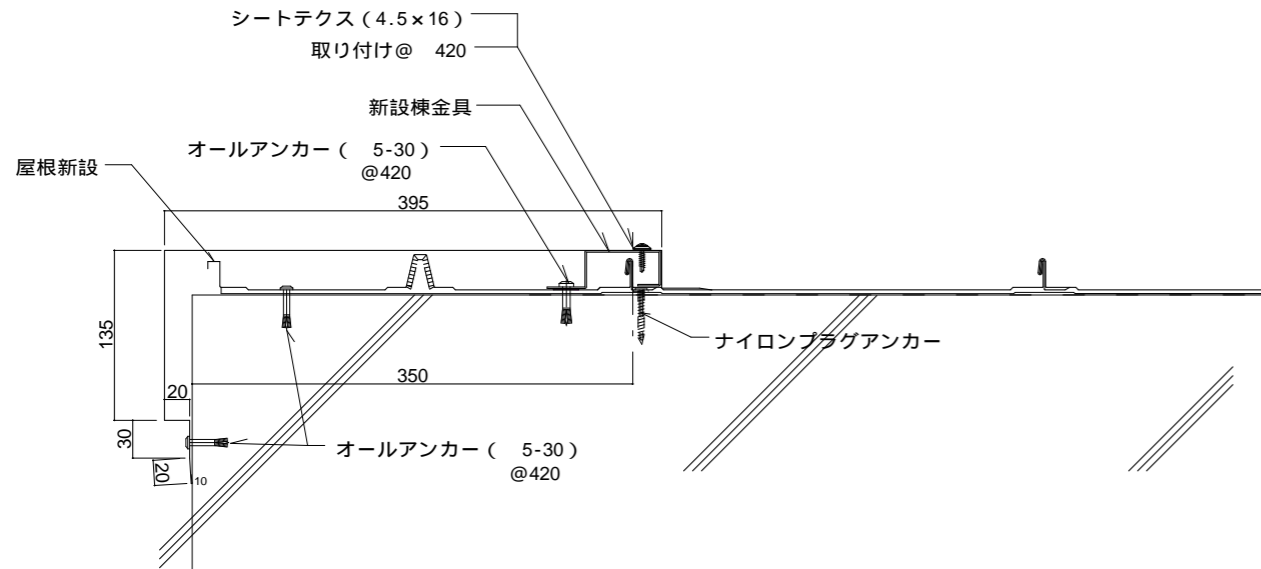 シートテクス（4.5×16）
取り付け＠ 420
新設棟金具
オールアンカー（ 5-30）
@420
屋根新設
395
135
ナイロンプラグアンカー
350
20
30
オールアンカー（ 5-30）
@420
20
10